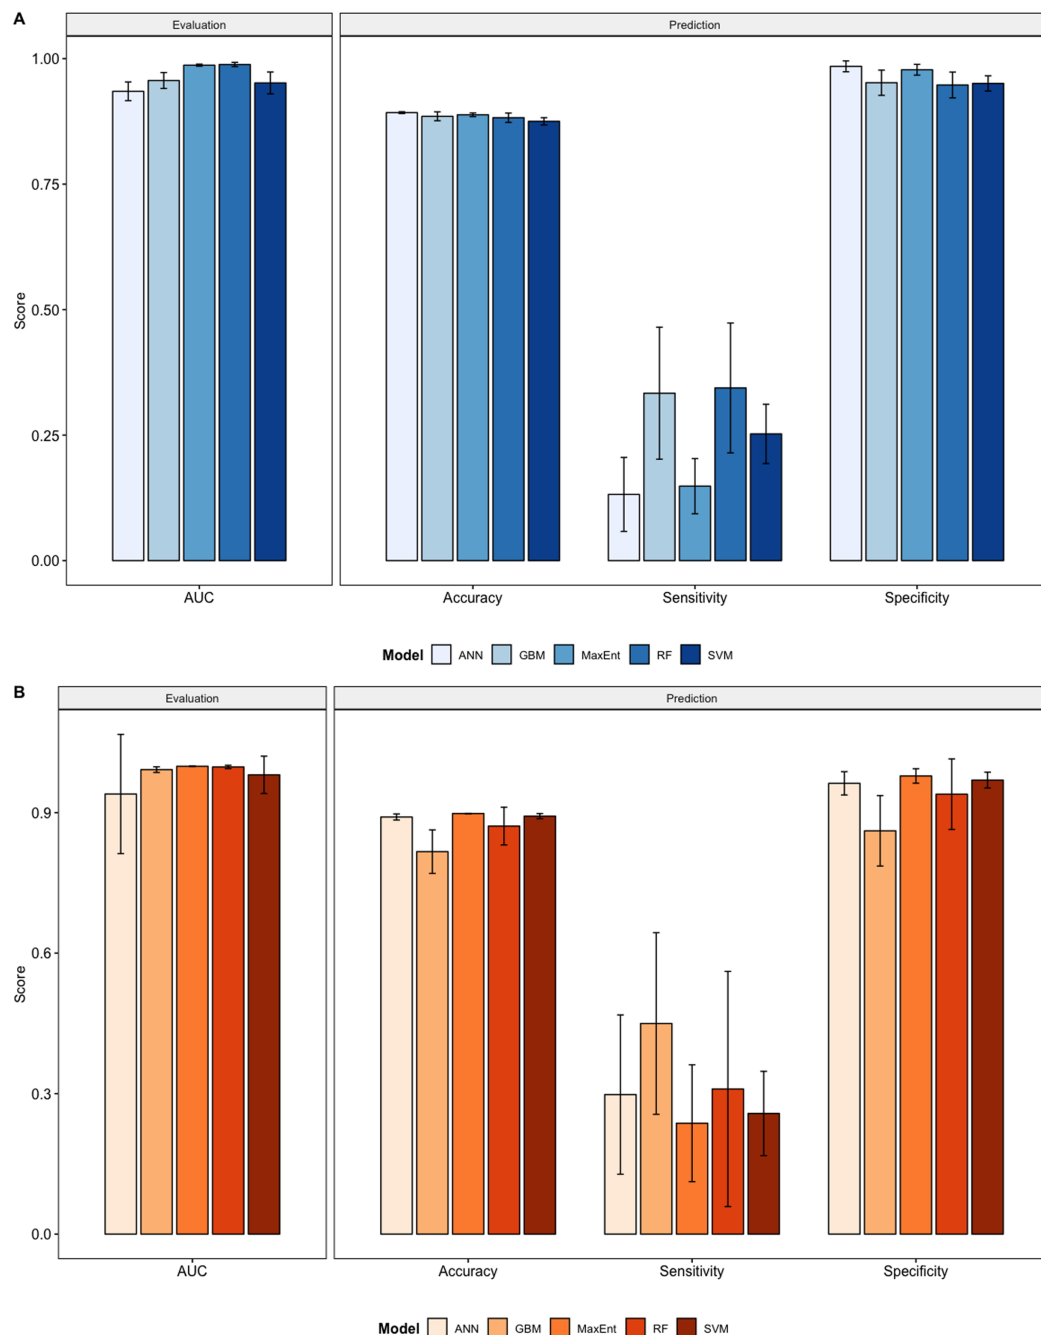 A
Evaluation Prediction
1.00
0.75
0.50
0.25
0.00
Score
AUC Accuracy Sensitivity Specificity
Model ANN GBM MaxEnt RF SVM
B
Evaluation Prediction
0.9
0.6
0.3
0.0
Score
AUC Accuracy Sensitivity Specificity
Model ANN GBM MaxEnt RF SVM